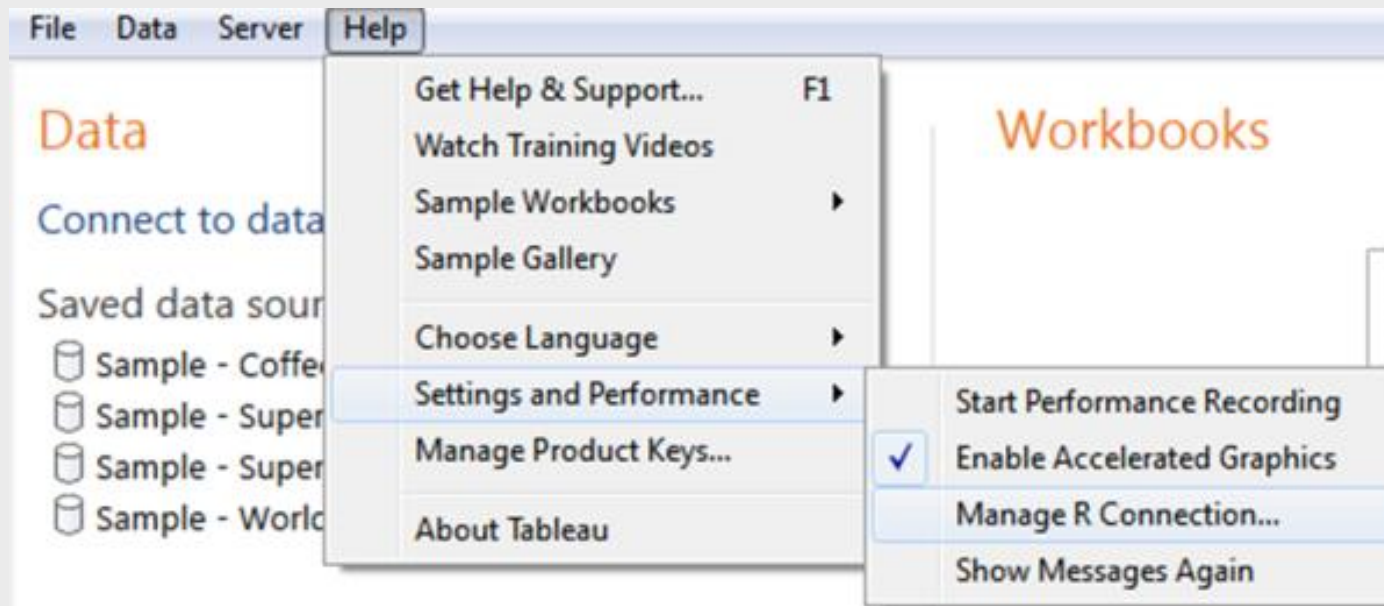 File Data Server Help
Data
Connect to data
Saved data sour
Sample - Coffe
Sample - Super
Sample - Super
Sample - World
Get Help & Support... F1
Watch Training Videos
Sample Workbooks
Sample Gallery
Choose Language
Settings and Performance
Manage Product Keys...
About Tableau
Workbooks
Start Performance Recording
Enable Accelerated Graphics
Manage R Connection...
Show Messages Again